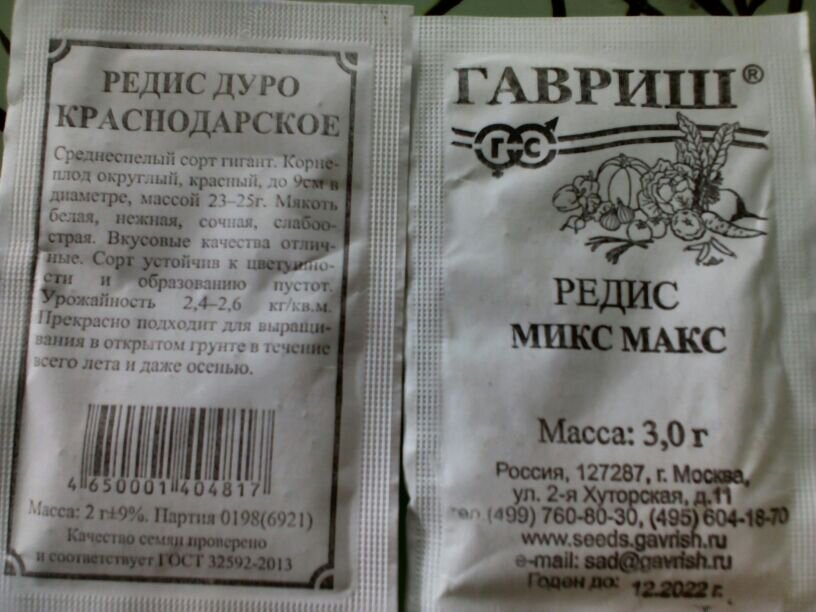 РЕДИС ДУРО
КРАСНОДАРСКОЕ
Среднеспелый сорт гигант. Корне-
плод округлый, красный, до 9см в
диаметре, массой 23–25г. Мякоть
белая, нежная, сочная, слабоо-
страя. Вкусовые качества отлич-
ные. Сорт устойчив к цветушно-
сти и образованию пустот.
Урожайность 2,4–2,6 кг/кв.м.
Прекрасно подходит для выращи-
вания в открытом грунте в течение
всего лета и даже осенью.
4 650001 404817
Масса: 2 г±9%. Партия 0198(6921)
Качество семян проверено
и соответствует ГОСТ 32592-2013
ГАВРИШ®
г с
РЕДИС
МИКС МАКС
Масса: 3,0 г
Россия, 127287, г. Москва,
ул. 2-я Хуторская, д.11
тел.(499) 760-80-30, (495) 604-18-70
www.seeds.gavrish.ru
e-mail: sad@gavrish.ru
Годен до: 12.2022 г.